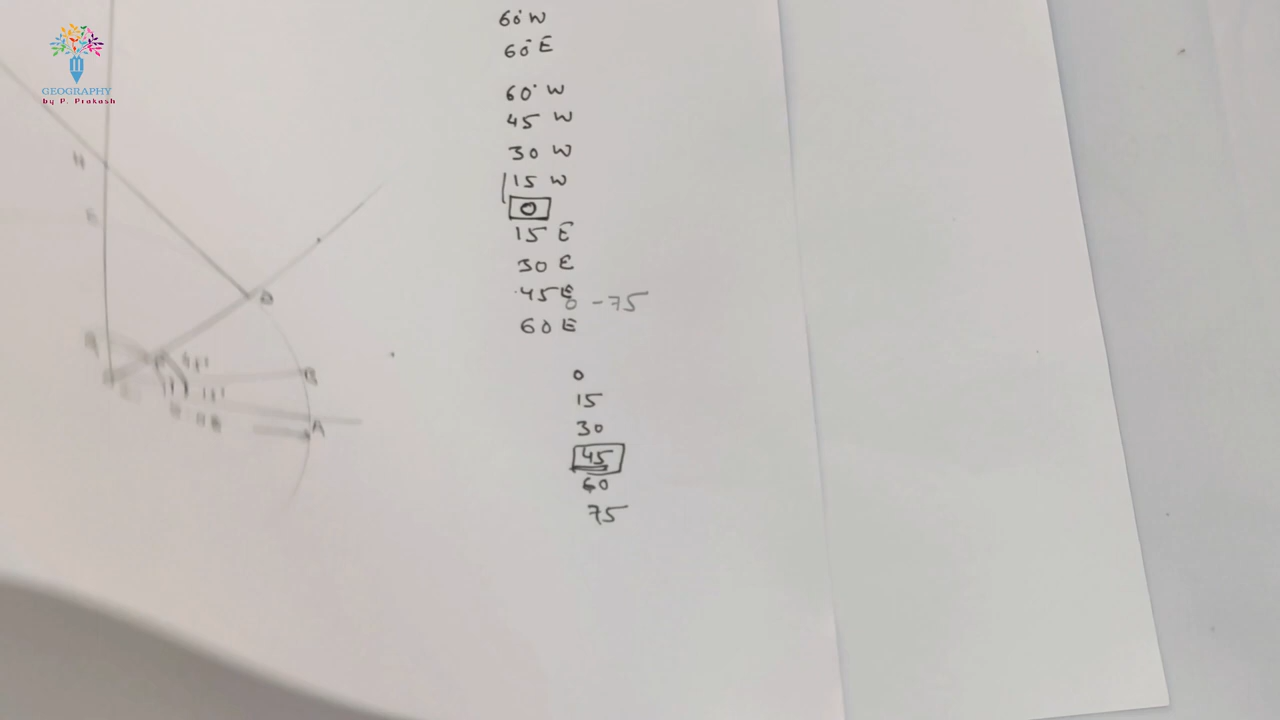 GEOGRAPHY
by P. Prakash
60° W
60° E
60° W
45 W
30 W
15 W
0
15 E
30 E
45 E
0 - 75
60 E
0
15
30
45
60
75
H
E
D
B
A